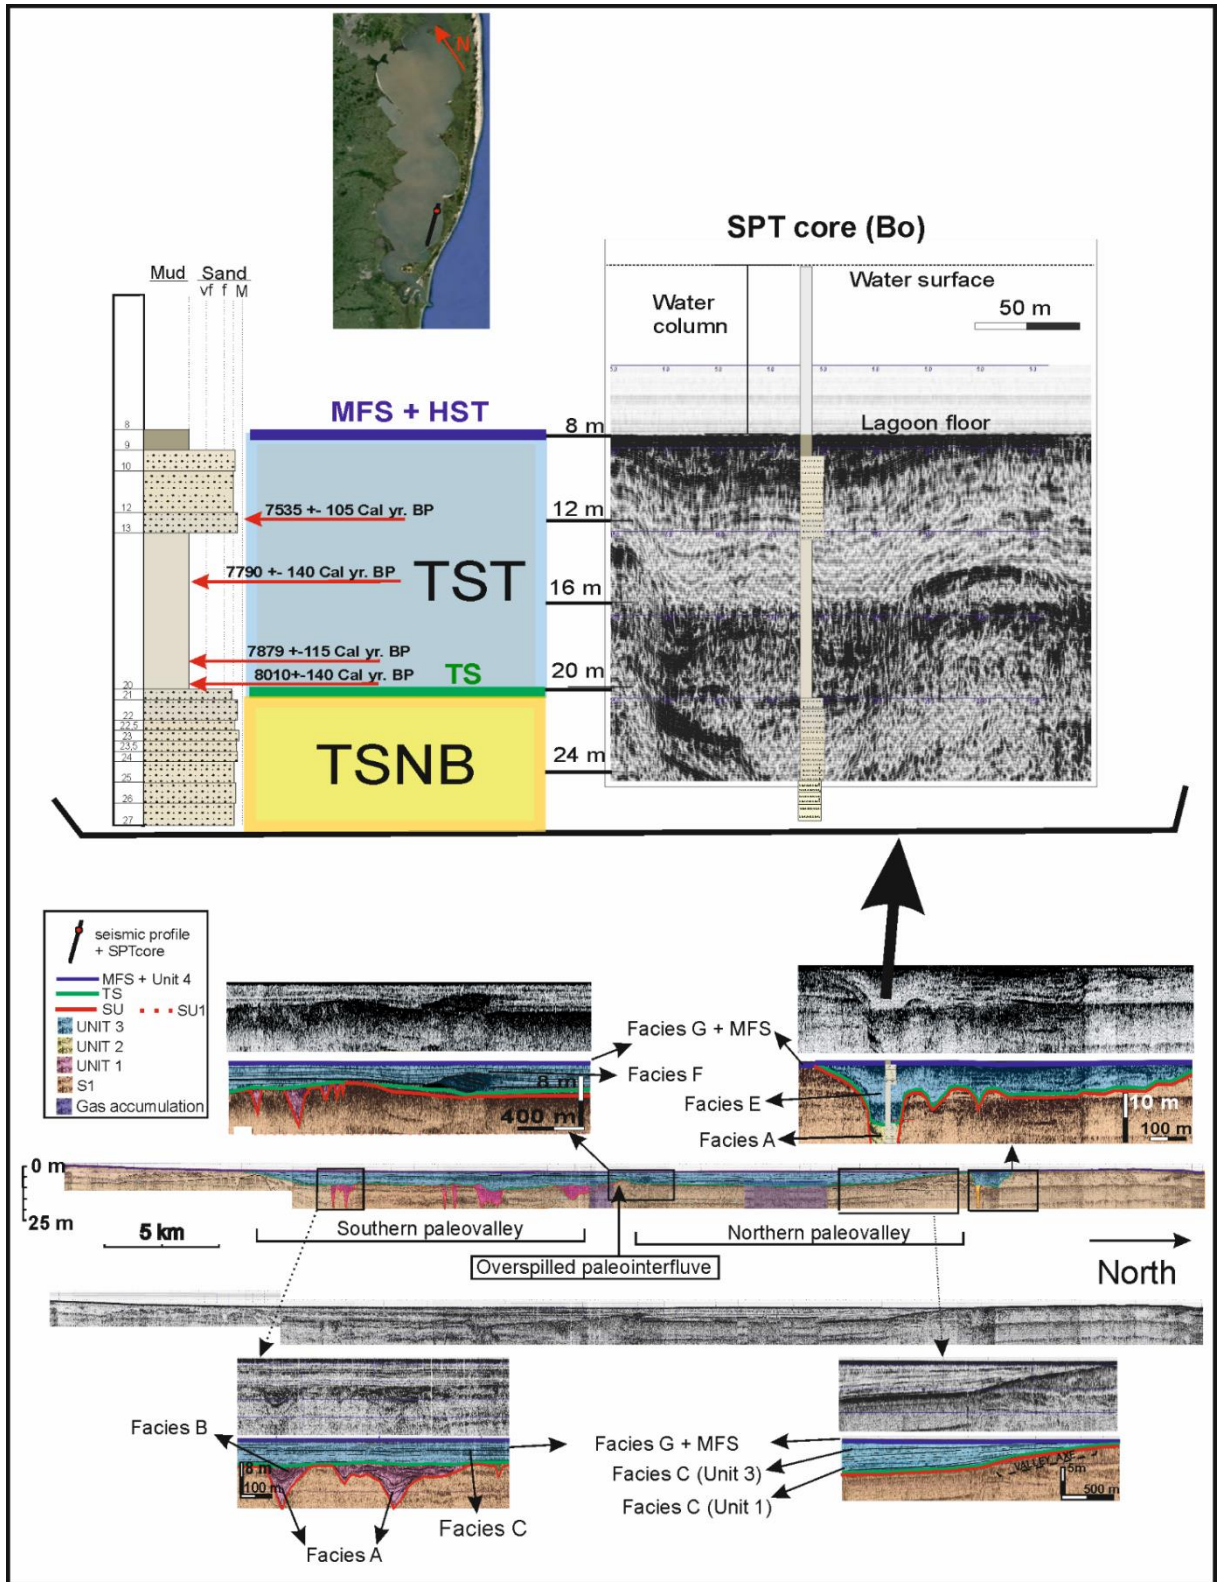 N
SPT core (Bo)
Mud Sand
vf f M
Water surface
Water column
50 m
MFS + HST
8 m
Lagoon floor
8
9
10
12
13
20
21
22
22,5
23
23,5
24
25
26
27
7535 +- 105 Cal yr. BP
12 m
7790 +- 140 Cal yr. BP
TST
16 m
7879 +-115 Cal yr. BP
8010+-140 Cal yr. BP
TS
20 m
TSNB
24 m
seismic profile
+ SPTcore
MFS + Unit 4
TS
SU
SU1
UNIT 3
UNIT 2
UNIT 1
S1
Gas accumulation
Facies G + MFS
Facies F
Facies E
Facies A
8 m
400 m
10 m
100 m
0 m
25 m
5 km
Southern paleovalley
Northern paleovalley
Overspilled paleointerfluve
North
Facies B
8 m
100 m
Facies A
Facies C
Facies G + MFS
Facies C (Unit 3)
Facies C (Unit 1)
VALLEY AXE
5m
500 m